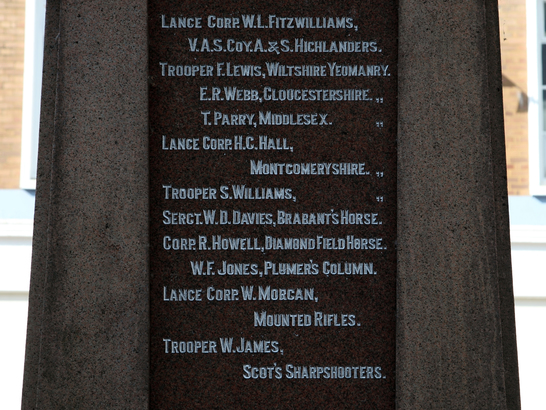 LANCE CORP. W.L. FITZWILLIAMS,
V.A.S. COY. A. & S. HIGHLANDERS.
TROOPER F. LEWIS, WILTSHIRE YEOMANRY.
E.R. WEBB, GLOUCESTERSHIRE. „
T. PARRY, MIDDLESEX. „
LANCE CORP. H.C. HALL,
MONTGOMERYSHIRE. „
TROOPER S. WILLIAMS, „
SERGT. W.D. DAVIES, BRABANT'S HORSE.
CORP. R. HOWELL, DIAMOND FIELD HORSE.
W.F. JONES, PLUMER'S COLUMN.
LANCE CORP. W. MORGAN,
MOUNTED RIFLES.
TROOPER W. JAMES,
SCOT'S SHARPSHOOTERS.